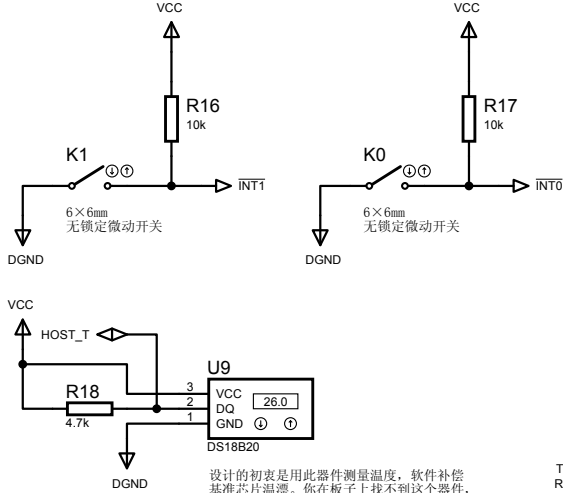 VCC
VCC
R16
10k
R17
10k
K1
K0
INT1
INT0
6×6mm
无锁定微动开关
6×6mm
无锁定微动开关
DGND
DGND
VCC
HOST_T
U9
R18
4.7k
3
2
1
VCC
DQ
GND
26.0
DS18B20
DGND
设计的初衷是用此器件测量温度，软件补偿
基准芯片温漂。你在板子上找不到这个器件，
T
R